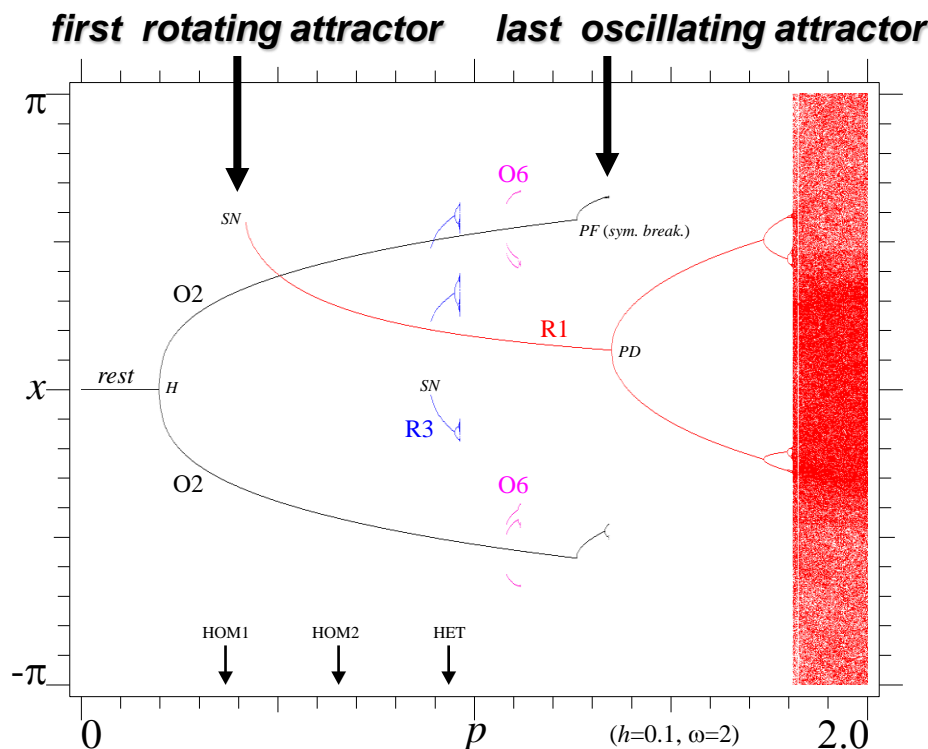 first rotating attractor last oscillating attractor
π
O6
SN
PF (sym. break.)
O2
R1
PD
rest
x
H
SN
R3
O2
O6
HOM1 HOM2 HET
-π
0 p (h=0.1, ω=2) 2.0